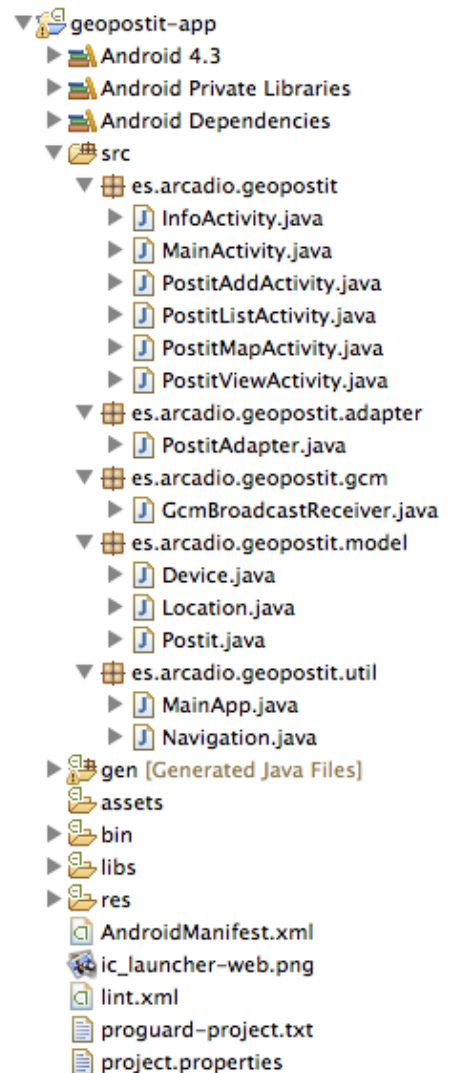 geopostit-app
Android 4.3
Android Private Libraries
Android Dependencies
src
es.arcadio.geopostit
InfoActivity.java
MainActivity.java
PostitAddActivity.java
PostitListActivity.java
PostitMapActivity.java
PostitViewActivity.java
es.arcadio.geopostit.adapter
PostitAdapter.java
es.arcadio.geopostit.gcm
GcmBroadcastReceiver.java
es.arcadio.geopostit.model
Device.java
Location.java
Postit.java
es.arcadio.geopostit.util
MainApp.java
Navigation.java
gen [Generated Java Files]
assets
bin
libs
res
AndroidManifest.xml
ic_launcher-web.png
lint.xml
proguard-project.txt
project.properties